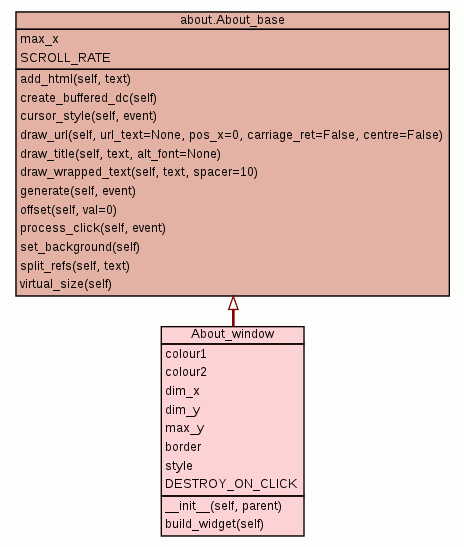 about.About_base
max_x
SCROLL_RATE
add_html(self, text)
create_buffered_dc(self)
cursor_style(self, event)
draw_url(self, url_text=None, pos_x=0, carriage_ret=False, centre=False)
draw_title(self, text, alt_font=None)
draw_wrapped_text(self, text, spacer=10)
generate(self, event)
offset(self, val=0)
process_click(self, event)
set_background(self)
split_refs(self, text)
virtual_size(self)
About_window
colour1
colour2
dim_x
dim_y
max_y
border
style
DESTROY_ON_CLICK
__init__(self, parent)
build_widget(self)